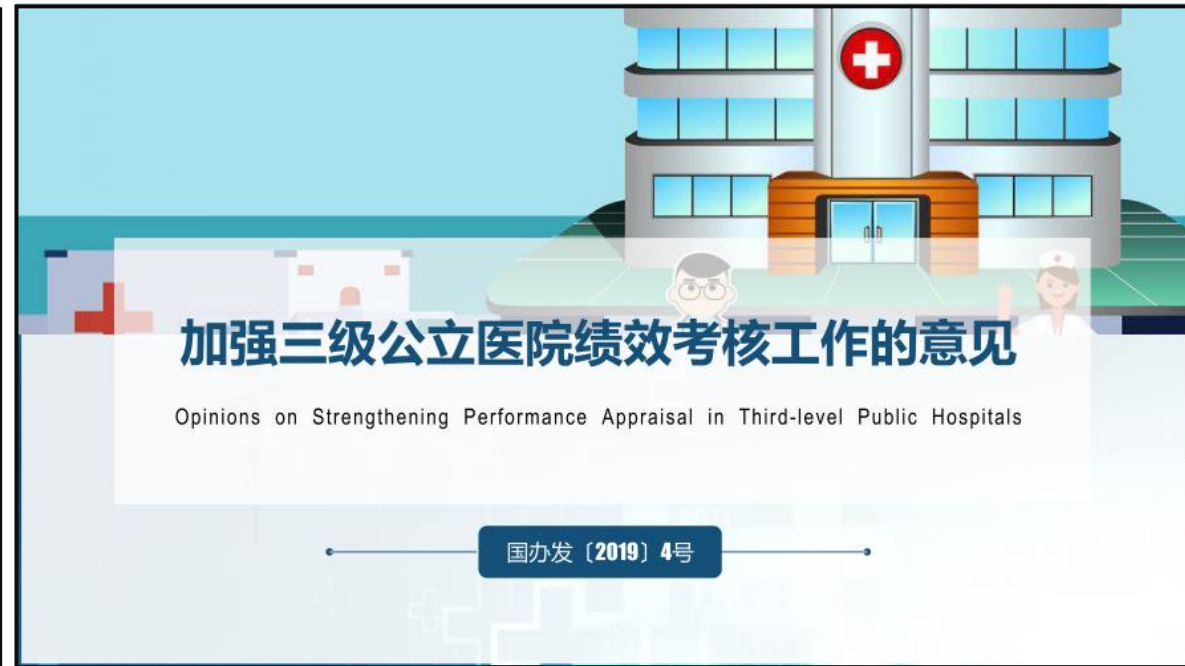 加强三级公立医院绩效考核工作的意见
Opinions on Strengthening Performance Appraisal in Third-level Public Hospitals
国办发〔2019〕4号